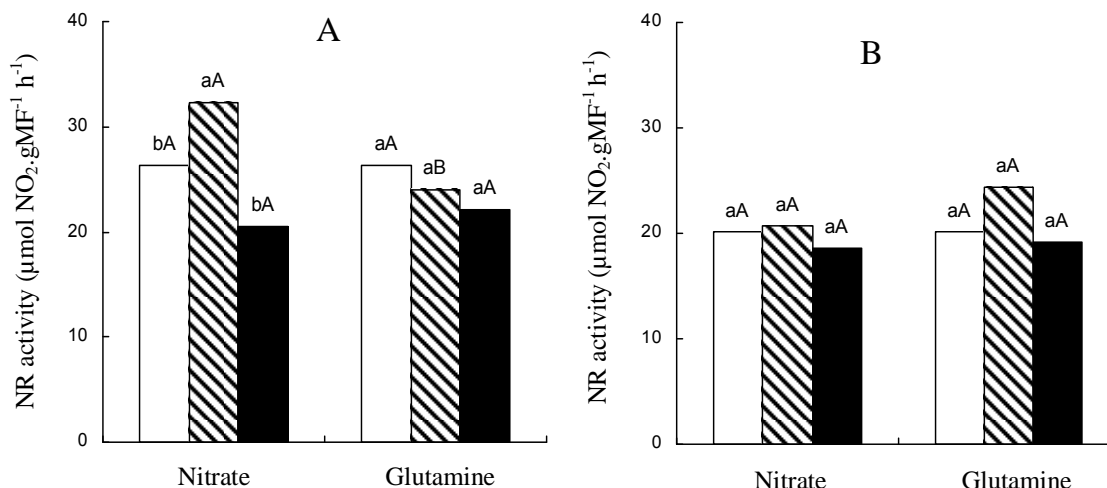 NR activity (μmol NO₂.gMF⁻¹ h⁻¹)
A
40
30
20
10
0
bA
aA
bA
aA
aB
aA
Nitrate
Glutamine
NR activity (μmol NO₂.gMF⁻¹ h⁻¹)
B
40
30
20
10
0
aA
aA
aA
aA
aA
aA
Nitrate
Glutamine